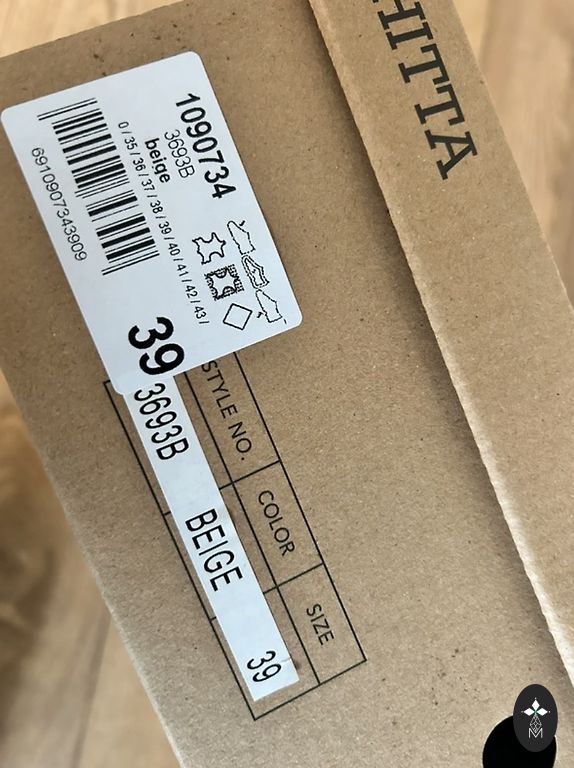 HITTA
1090734
3693B
beige
0/35/36/37/38/39/40/41/42/43/
6910907343909
39
STYLE NO. 3693B
COLOR BEIGE
SIZE 39
M